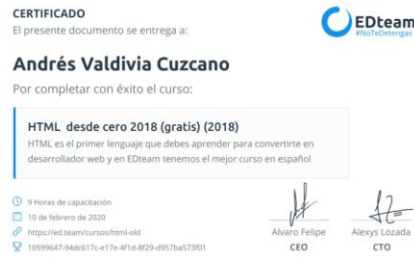 CERTIFICADO
El presente documento se entrega a:
EDteam
#NoTeDetengas
Andrés Valdivia Cuzcano
Por completar con éxito el curso:
HTML desde cero 2018 (gratis) (2018)
HTML es el primer lenguaje que debes aprender para convertirte en
desarrollador web y en EDteam tenemos el mejor curso en español
9 Horas de capacitación
10 de febrero de 2020
https://ed.team/cursos/html-old
10599647-94dc617c-e17e-4f1d-8f29-d957ba573f01
Alvaro Felipe
CEO
Alexys Lozada
CTO